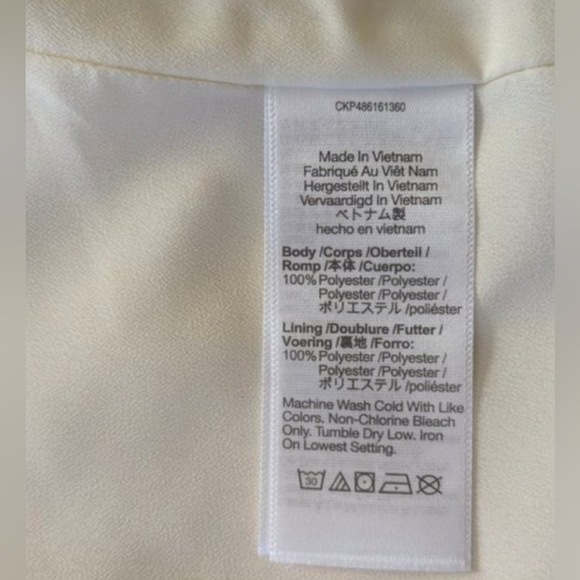 CKP486161360
Made In Vietnam
Fabriqué Au Viêt Nam
Hergestellt In Vietnam
Vervaardigd In Vietnam
ベトナム製
hecho en vietnam
Body /Corps /Oberteil /
Romp /本体 /Cuerpo:
100% Polyester /Polyester /
Polyester /Polyester /
ポリエステル /poliéster
Lining /Doublure /Futter /
Voering /裏地 /Forro:
100% Polyester /Polyester /
Polyester /Polyester /
ポリエステル /poliéster
Machine Wash Cold With Like
Colors. Non-Chlorine Bleach
Only. Tumble Dry Low. Iron
On Lowest Setting.
30